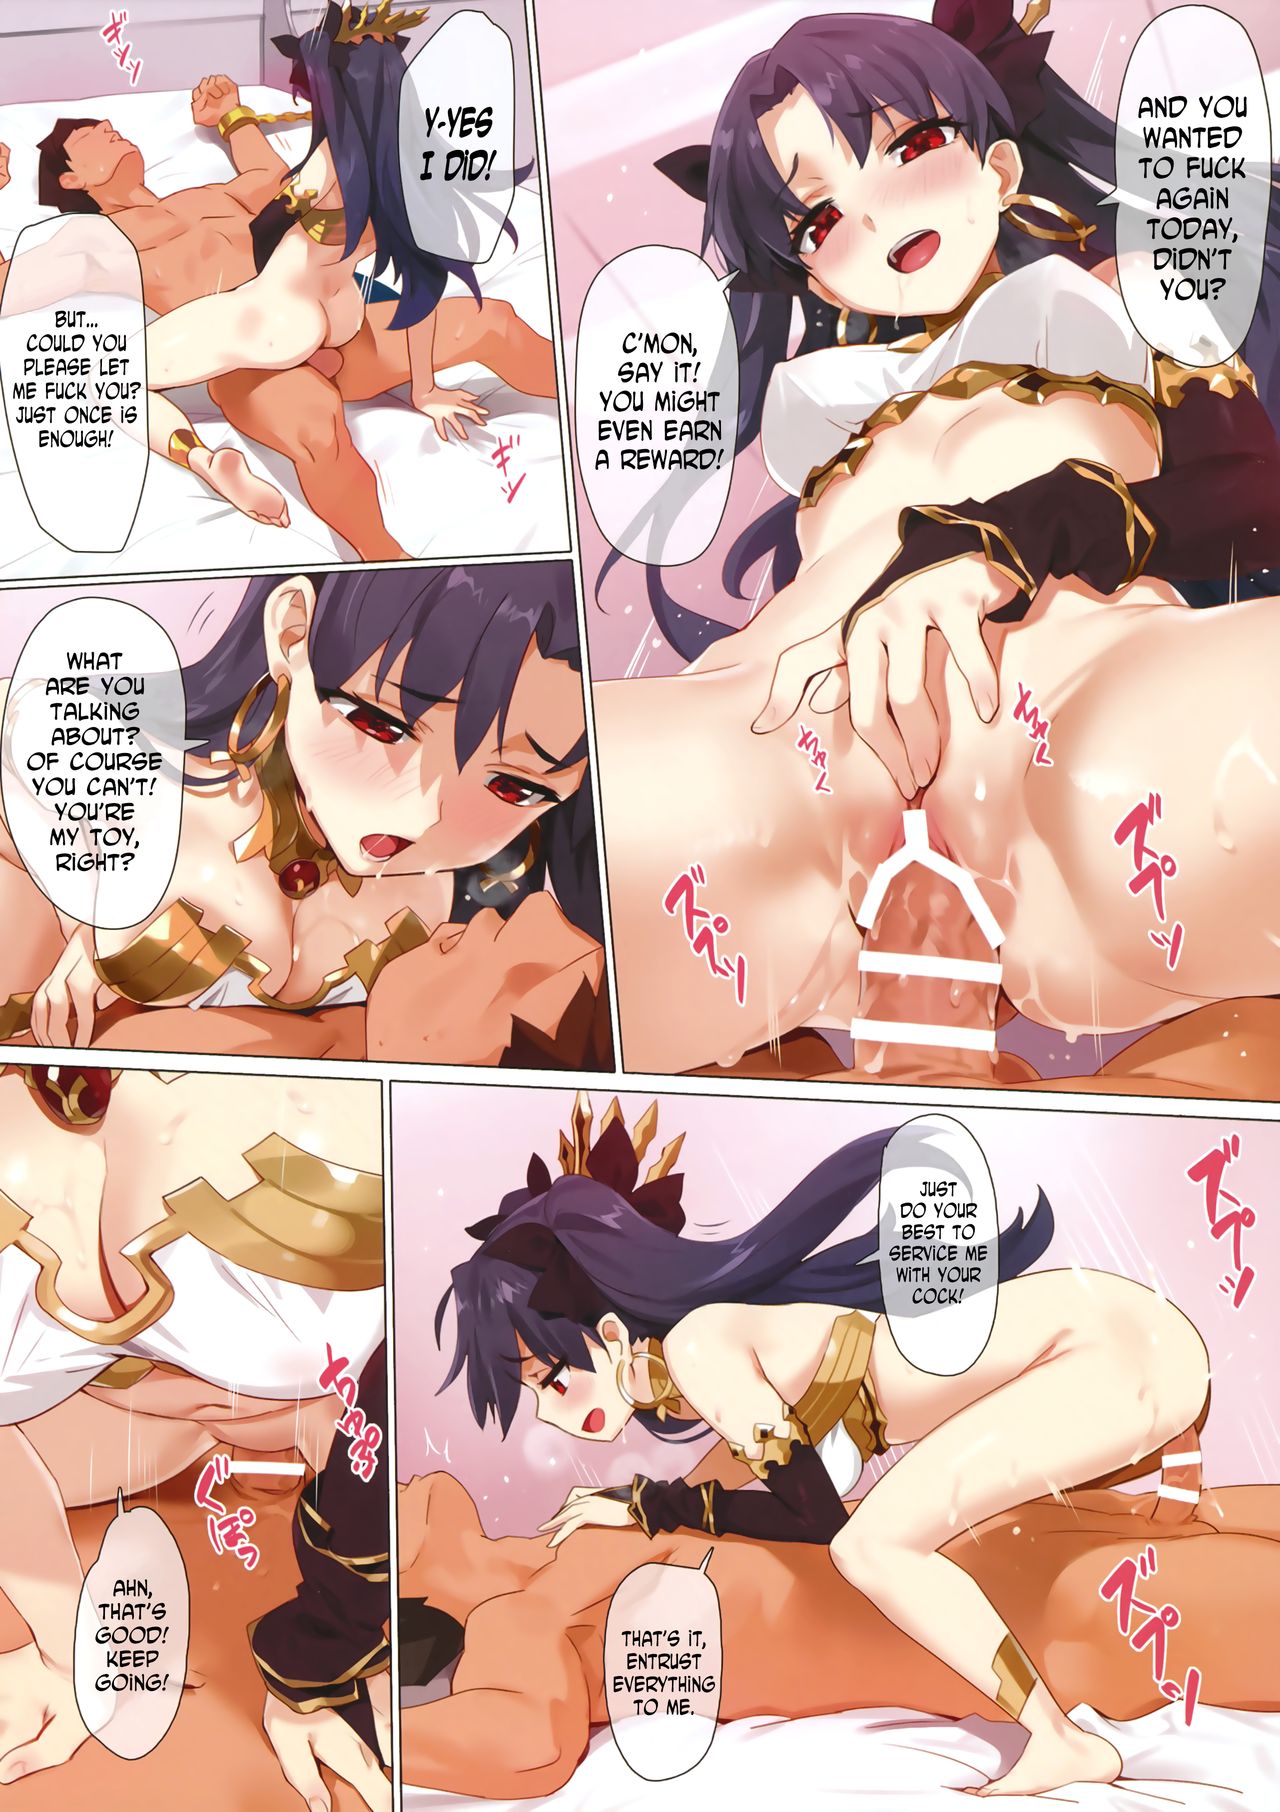 AND YOU
WANTED
TO FUCK
AGAIN
TODAY,
DIDN'T
YOU?
C'MON,
SAY IT!
YOU MIGHT
EVEN EARN
A REWARD!
Y-YES
I DID!
BUT...
COULD YOU
PLEASE LET
ME FUCK YOU?
JUST ONCE IS
ENOUGH!
WHAT
ARE YOU
TALKING
ABOUT?
OF COURSE
YOU CAN'T!
YOU'RE
MY TOY,
RIGHT?
JUST
DO YOUR
BEST TO
SERVICE ME
WITH YOUR
COCK!
THAT'S IT,
ENTRUST
EVERYTHING
TO ME.
AHN,
THAT'S
GOOD!
KEEP
GOING!